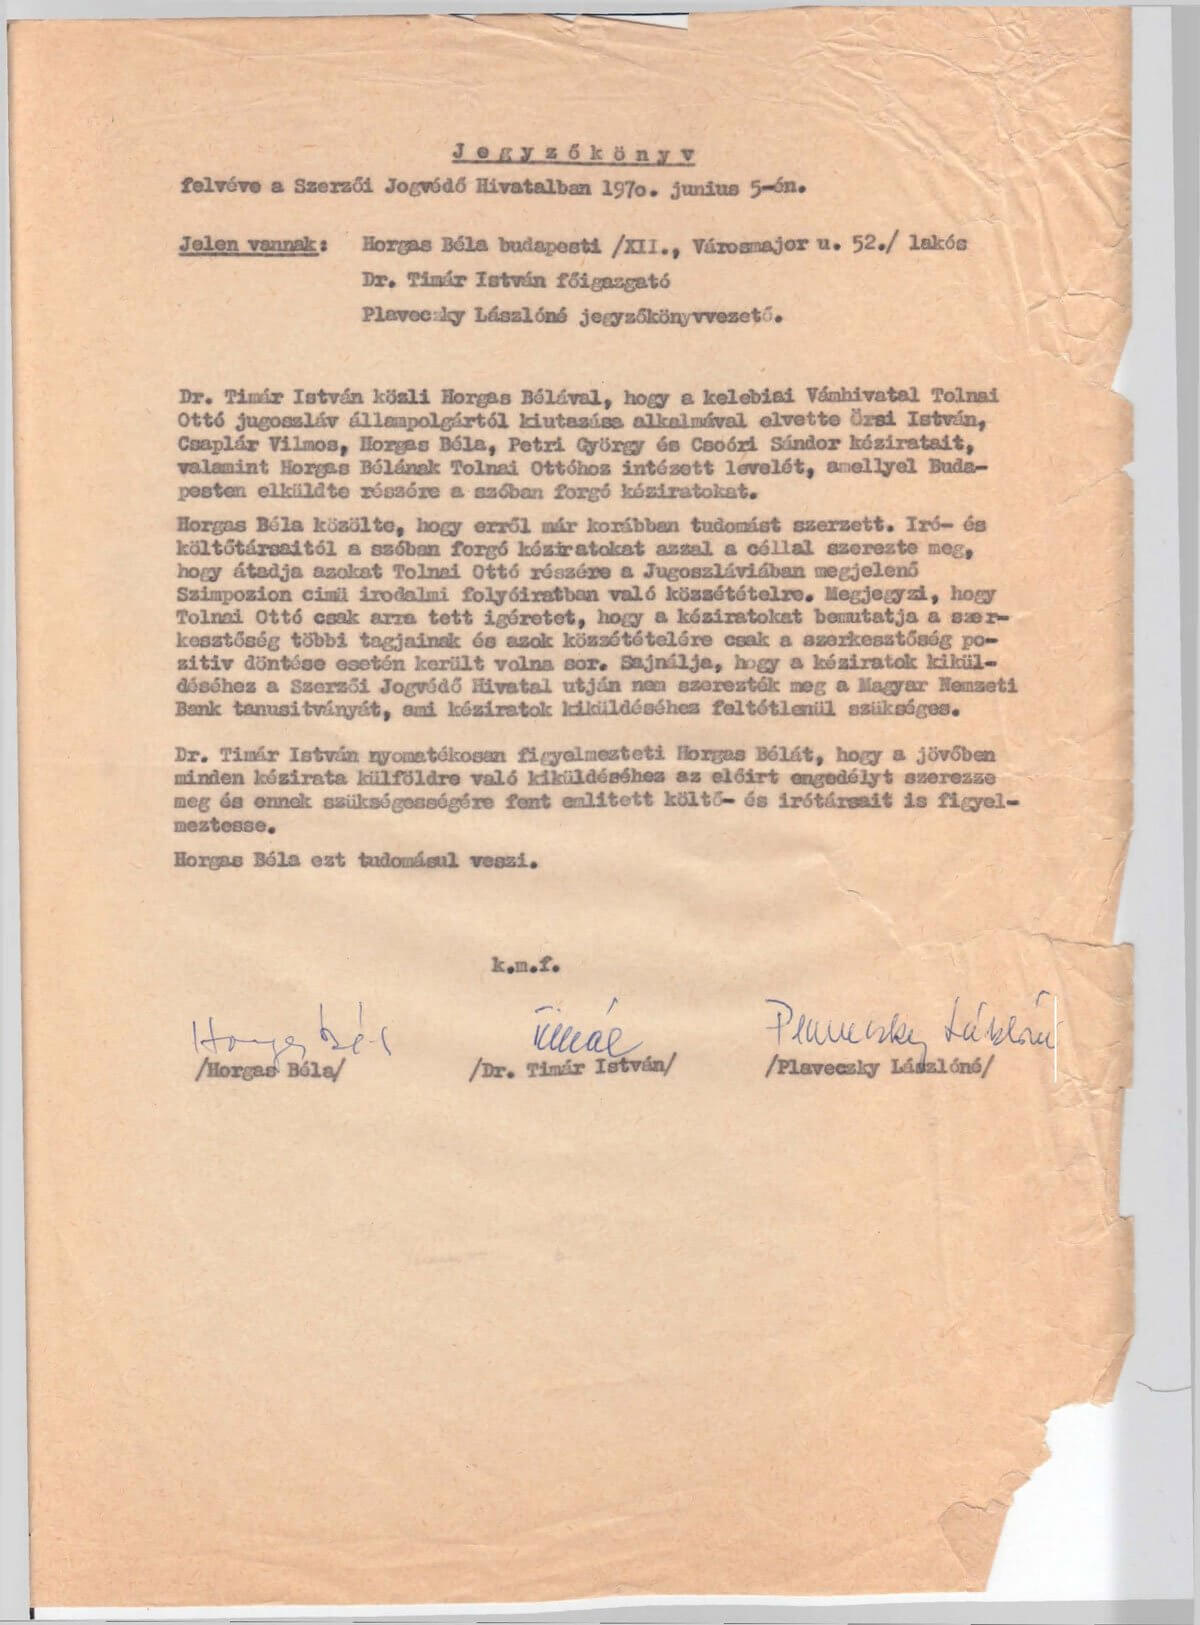 Jegyzőkönyv
felvéve a Szerzői Jogvédő Hivatalban 197o. junius 5-én.
Jelen vannak: Horgas Béla budapesti /XII., Városmajor u. 52./ lakós
Dr. Timár István főigazgató
Plaveczky Lászlóné jegyzőkönyvvezető.
Dr. Timár István közli Horgas Bélával, hogy a kelebiai Vámhivatal Tolnai
Ottó jugoszláv állampolgártól kiutazása alkalmával elvette Örsi István,
Csaplár Vilmos, Horgas Béla, Petri György és Csoóri Sándor kéziratait,
valamint Horgas Bélának Tolnai Ottóhoz intézett levelét, amellyel Buda-
pesten elküldte részére a szóban forgó kéziratokat.
Horgas Béla közölte, hogy erről már korábban tudomást szerzett. Iró- és
költőtársaitól a szóban forgó kéziratokat azzal a céllal szerezte meg,
hogy átadja azokat Tolnai Ottó részére a Jugoszláviában megjelenő
Szimpozion cimü irodalmi folyóiratban való közzétételre. Megjegyzi, hogy
Tolnai Ottó csak arra tett igéretet, hogy a kéziratokat bemutatja a szer-
kesztőség többi tagjainak és azok közzétételére csak a szerkesztőség po-
zitiv döntése esetén került volna sor. Sajnálja, hogy a kéziratok kikül-
déséhez a Szerzői Jogvédő Hivatal utján nem szerezték meg a Magyar Nemzeti
Bank tanusitványát, ami kéziratok kiküldéséhez feltétlenül szükséges.
Dr. Timár István nyomatékosan figyelmezteti Horgas Bélát, hogy a jövőben
minden kézirata külföldre való kiküldéséhez az előirt engedélyt szerezze
meg és ennek szükségességére fent emlitett költő- és irótársait is figyel-
meztesse.
Horgas Béla ezt tudomásul veszi.
k.m.f.
Horgas Béla Timár Plaveczky Lászlóné
/Horgas Béla/ /Dr. Timár István/ /Plaveczky Lászlóné/